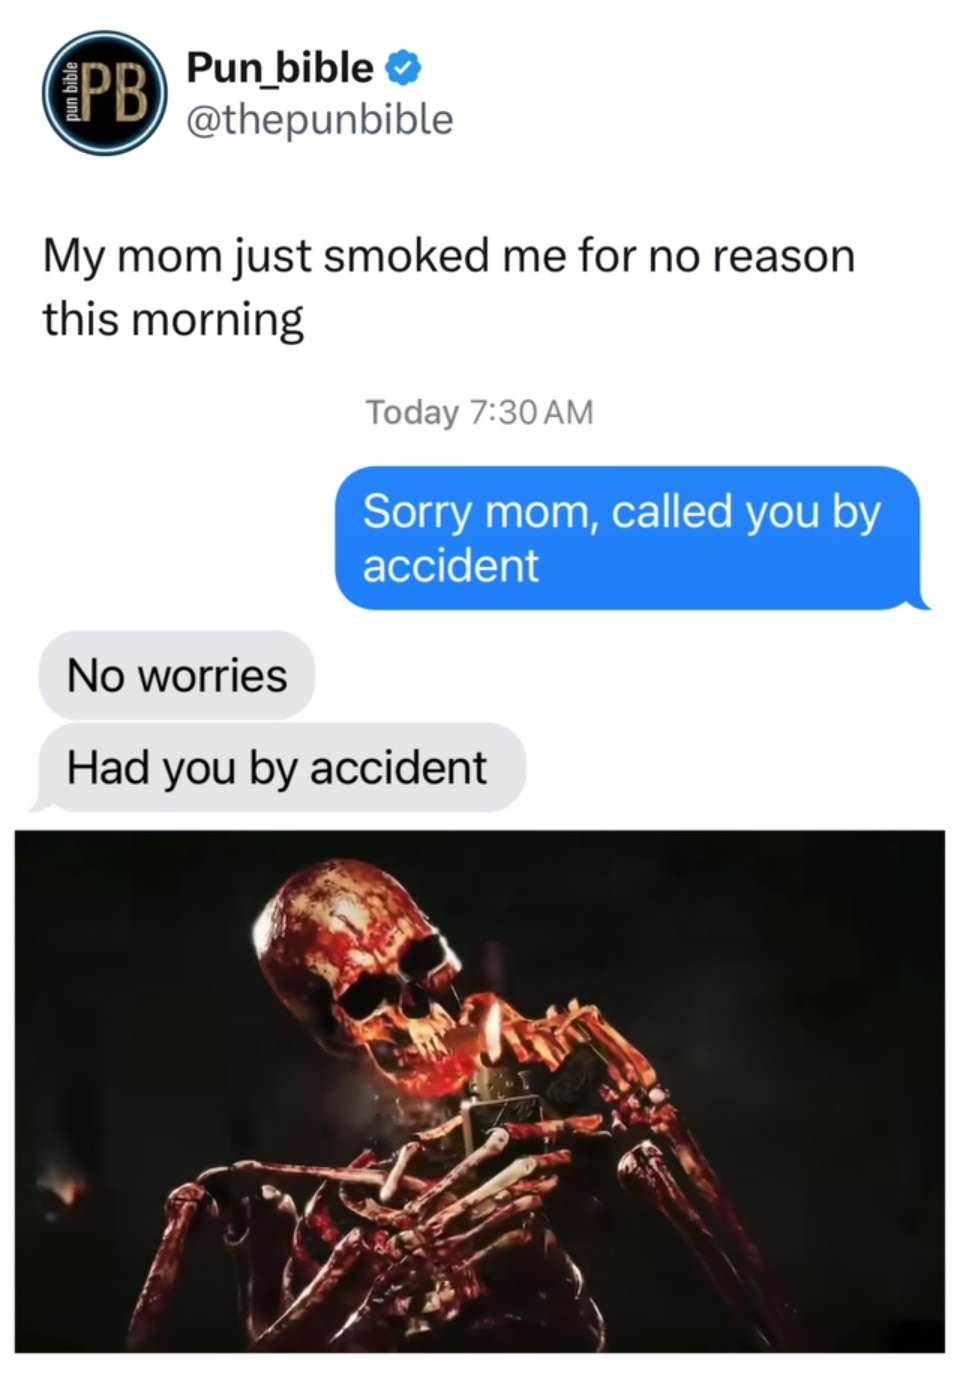 pun bible
PB
Pun_bible
@thepunbible
My mom just smoked me for no reason
this morning
Today 7:30 AM
Sorry mom, called you by
accident
No worries
Had you by accident